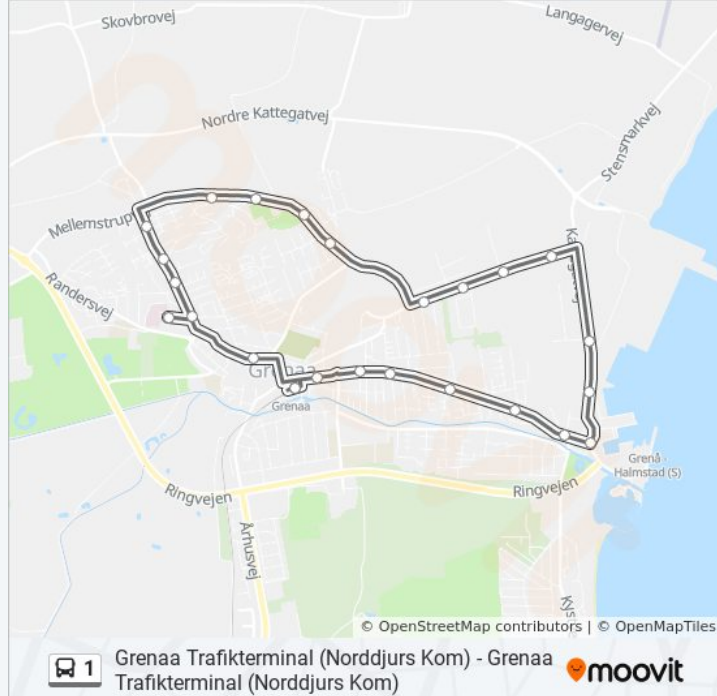 Skovbrovej
Langagervej
Nordre Kattegatvej
Stensmarkvej
Mellemstrup
Randersvej
Grenaa
Grenaa
Grenå -
Halmstad (S)
Ringvejen
Ringvejen
Århusvej
© OpenStreetMap contributors | © OpenMapTiles
1
Grenaa Trafikterminal (Norddjurs Kom) - Grenaa
Trafikterminal (Norddjurs Kom)
moovit